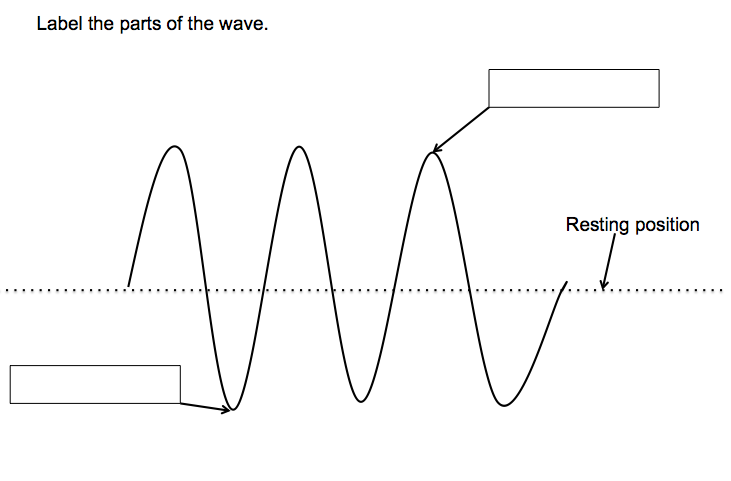 Label the parts of the wave.
Resting position